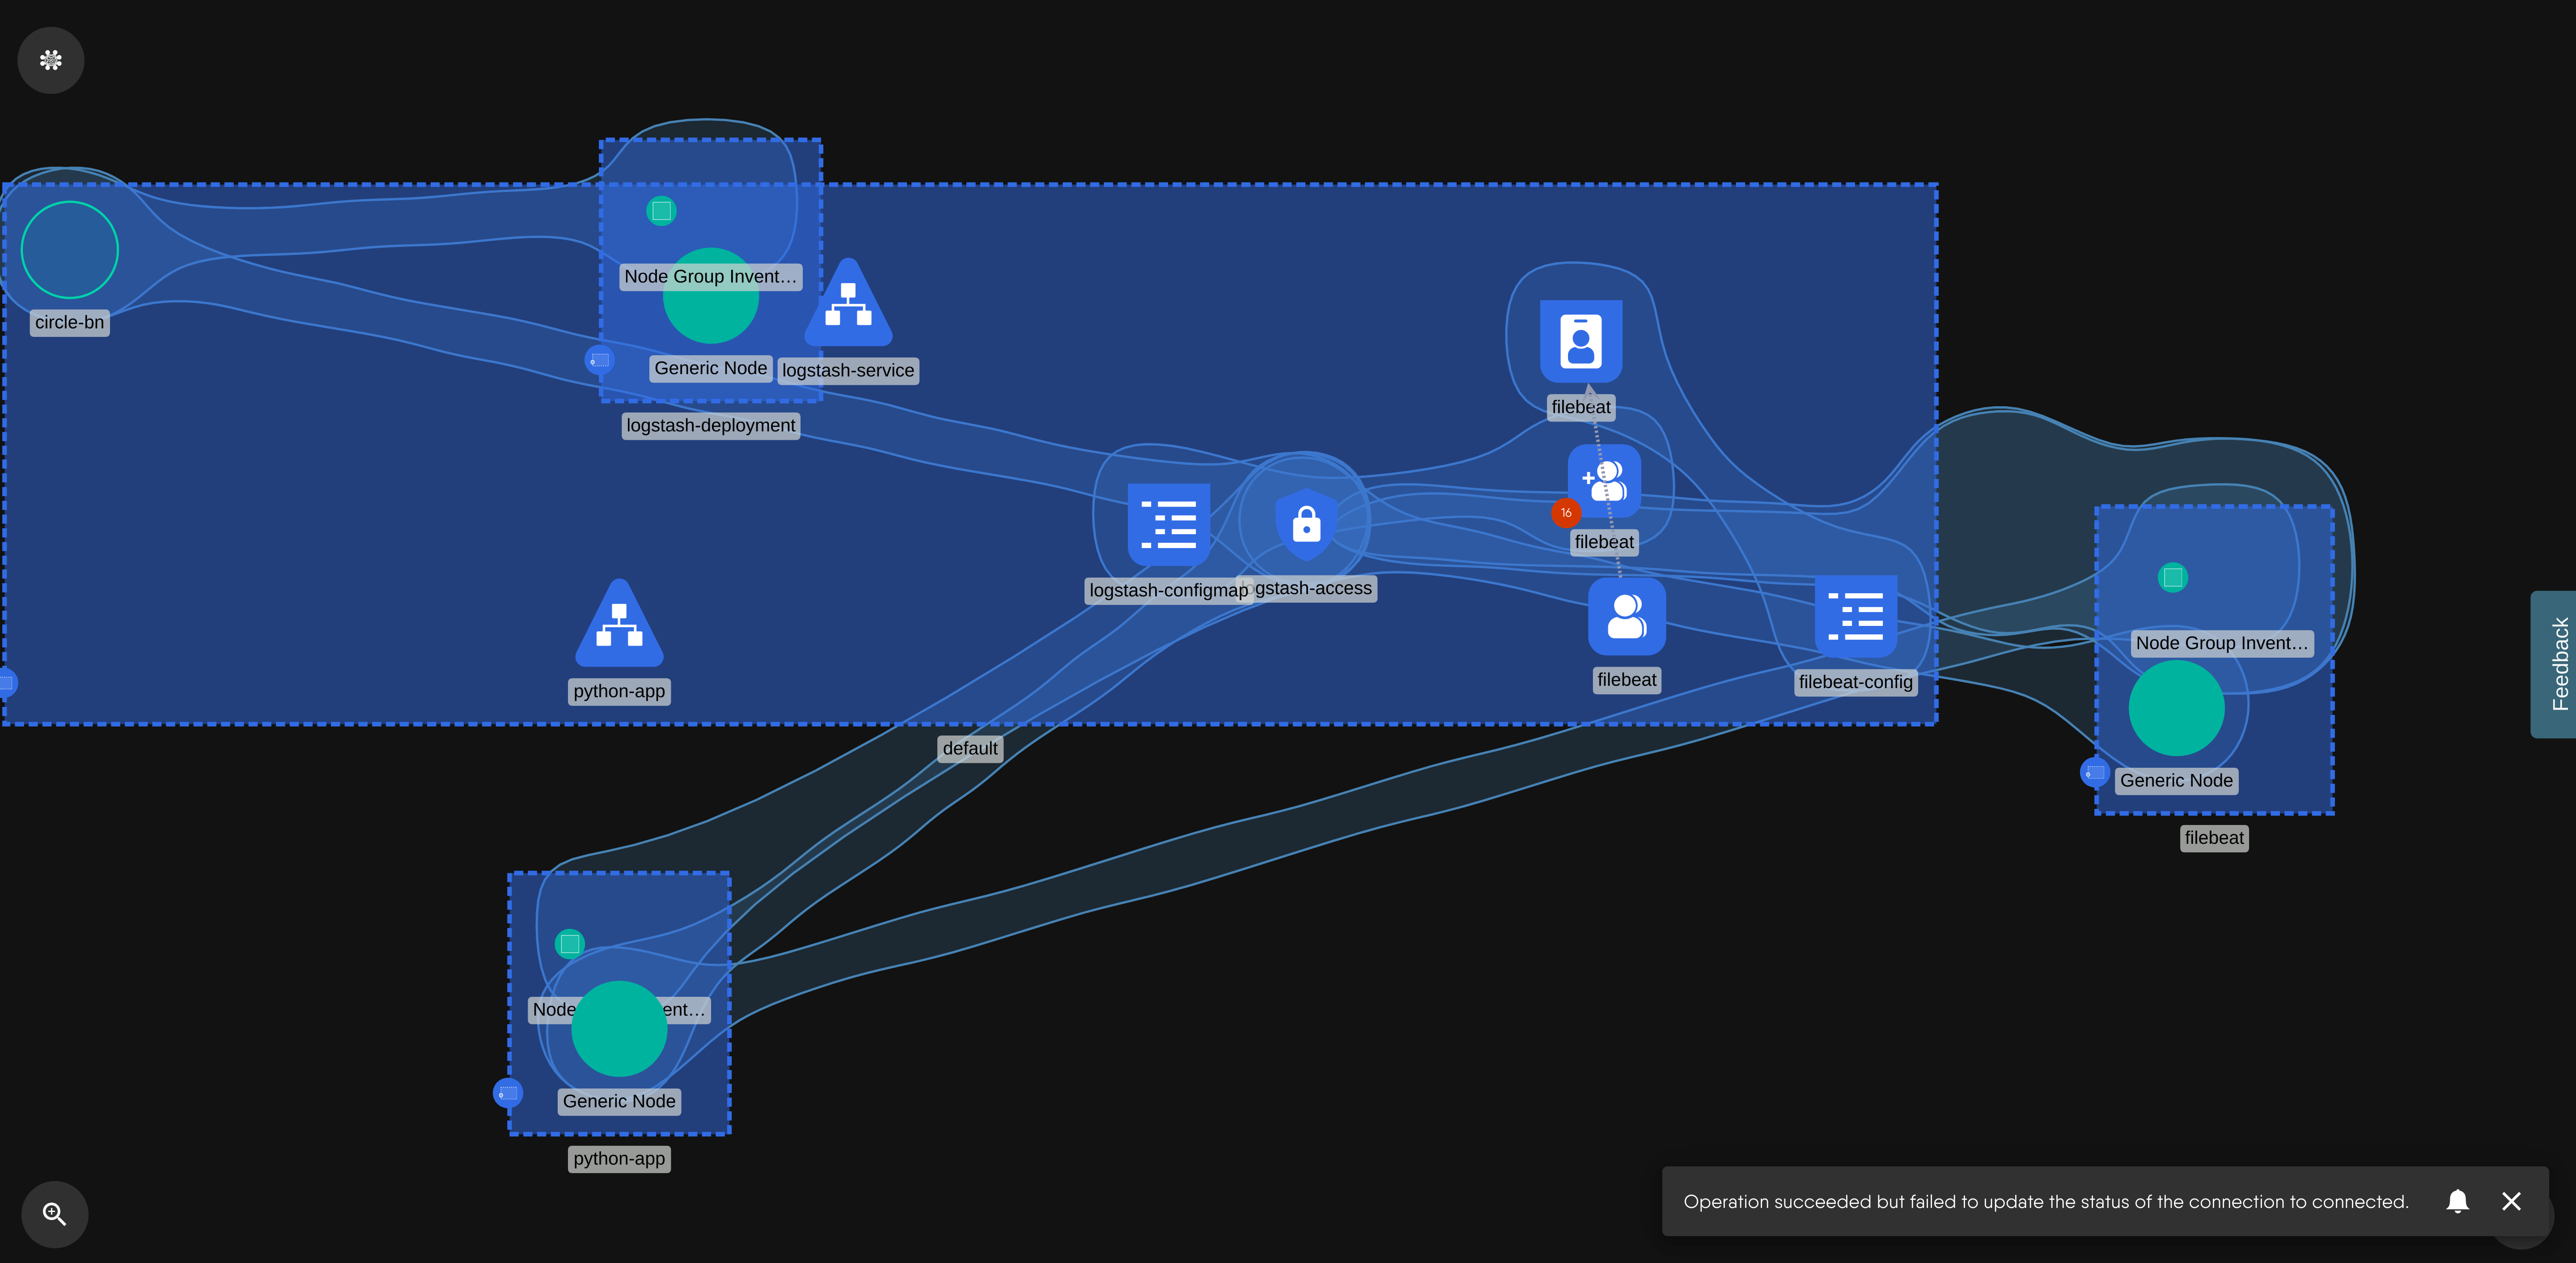 circle-bn
Node Group Invent…
Generic Node
logstash-service
logstash-deployment
filebeat
16
filebeat
logstash-configmap
ogstash-access
filebeat
filebeat-config
python-app
default
Node Group Invent…
Generic Node
filebeat
Feedback
Node ent…
Generic Node
python-app
Operation succeeded but failed to update the status of the connection to connected.